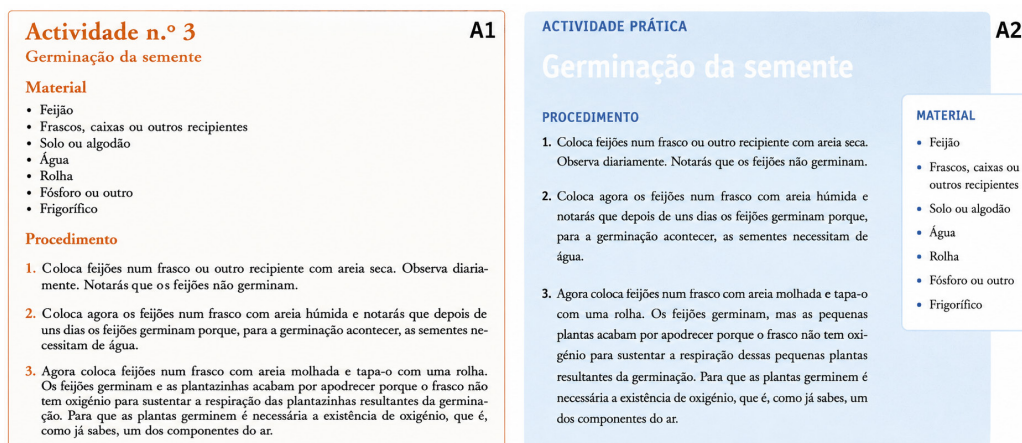 Actividade n.º 3
A1
Germinação da semente
Material
• Feijão
• Frascos, caixas ou outros recipientes
• Solo ou algodão
• Água
• Rolha
• Fósforo ou outro
• Frigorífico
Procedimento
1. Coloca feijões num frasco ou outro recipiente com areia seca. Observa diaria-
mente. Notarás que os feijões não germinam.
2. Coloca agora os feijões num frasco com areia húmida e notarás que depois de
uns dias os feijões germinam porque, para a germinação acontecer, as sementes ne-
cessitam de água.
3. Agora coloca feijões num frasco com areia molhada e tapa-o com uma rolha.
Os feijões germinam e as plantazinhas acabam por apodrecer porque o frasco não
tem oxigénio para sustentar a respiração das plantazinhas resultantes da germina-
ção. Para que as plantas germinem é necessária a existência de oxigénio, que é,
como já sabes, um dos componentes do ar.
ACTIVIDADE PRÁTICA
A2
Germinação da semente
PROCEDIMENTO
1. Coloca feijões num frasco ou outro recipiente com areia seca.
Observa diariamente. Notarás que os feijões não germinam.
2. Coloca agora os feijões num frasco com areia húmida e
notarás que depois de uns dias os feijões germinam porque,
para a germinação acontecer, as sementes necessitam de
água.
3. Agora coloca feijões num frasco com areia molhada e tapa-o
com uma rolha. Os feijões germinam, mas as pequenas
plantas acabam por apodrecer porque o frasco não tem oxi-
génio para sustentar a respiração dessas pequenas plantas
resultantes da germinação. Para que as plantas germinem é
necessária a existência de oxigénio, que é, como já sabes, um
dos componentes do ar.
MATERIAL
• Feijão
• Frascos, caixas ou
outros recipientes
• Solo ou algodão
• Água
• Rolha
• Fósforo ou outro
• Frigorífico